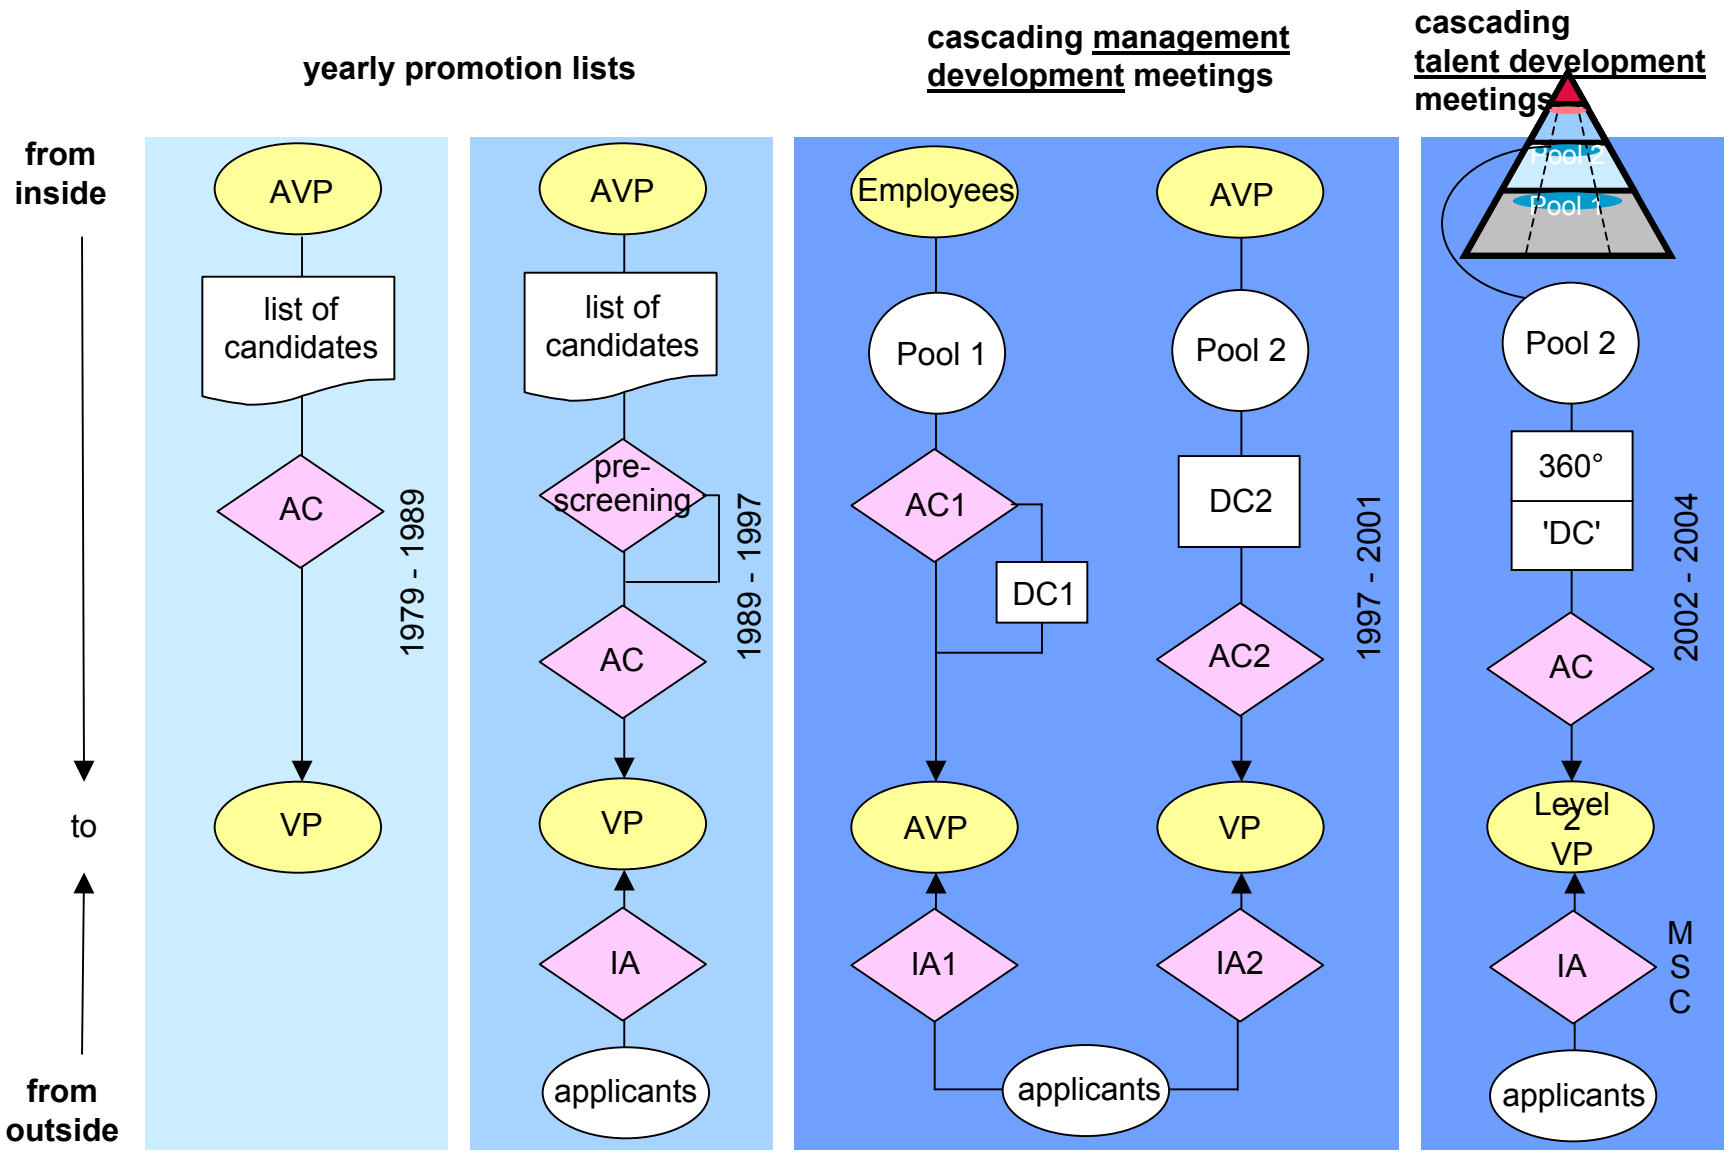 yearly promotion lists
cascading management
development meetings
cascading
talent development
meetings
from
inside
to
from
outside
AVP
list of
candidates
AC
1979 - 1989
VP
AVP
list of
candidates
pre-
screening
AC
1989 - 1997
VP
IA
applicants
Employees
Pool 1
AC1
DC1
AVP
IA1
AVP
Pool 2
DC2
AC2
1997 - 2001
VP
IA2
applicants
Pool 2
Pool 1
Pool 2
360°
'DC'
AC
2002 - 2004
Level
2
VP
IA
M
S
C
applicants